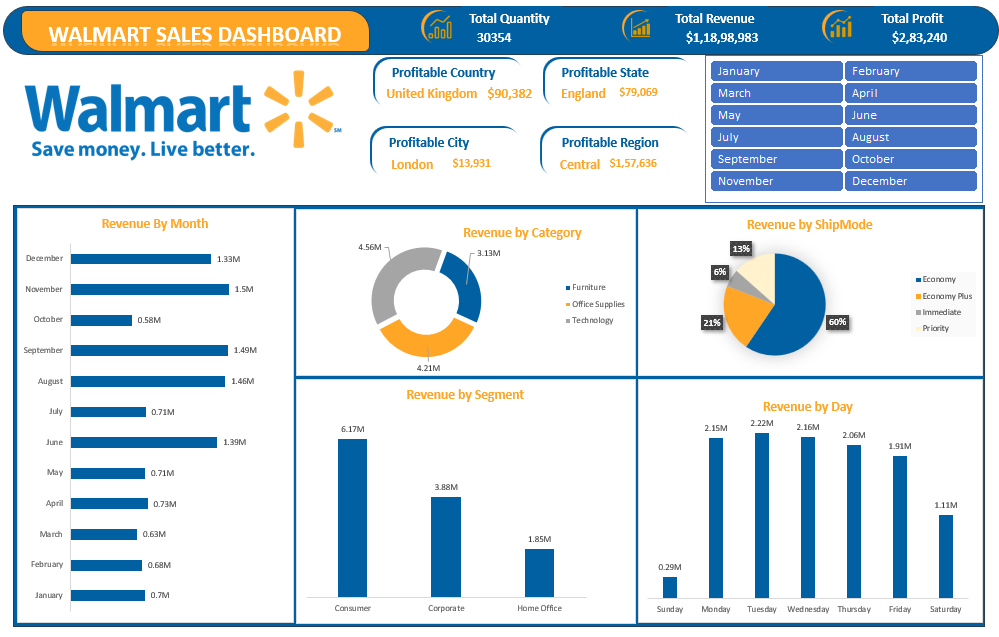 WALMART SALES DASHBOARD
Total Quantity
30354
Total Revenue
$1,18,98,983
Total Profit
$2,83,240
Walmart
SM
Save money. Live better.
Profitable Country
United Kingdom $90,382
Profitable State
England $79,069
Profitable City
London $13,931
Profitable Region
Central $1,57,636
January February
March April
May June
July August
September October
November December
Revenue By Month
December 1.33M
November 1.5M
October 0.58M
September 1.49M
August 1.46M
July 0.71M
June 1.39M
May 0.71M
April 0.73M
March 0.63M
February 0.68M
January 0.7M
Revenue by Category
4.56M
3.13M
4.21M
Furniture
Office Supplies
Technology
Revenue by ShipMode
13%
6%
21%
60%
Economy
Economy Plus
Immediate
Priority
Revenue by Segment
6.17M
3.88M
1.85M
Consumer Corporate Home Office
Revenue by Day
0.29M
2.15M
2.22M
2.16M
2.06M
1.91M
1.11M
Sunday Monday Tuesday Wednesday Thursday Friday Saturday